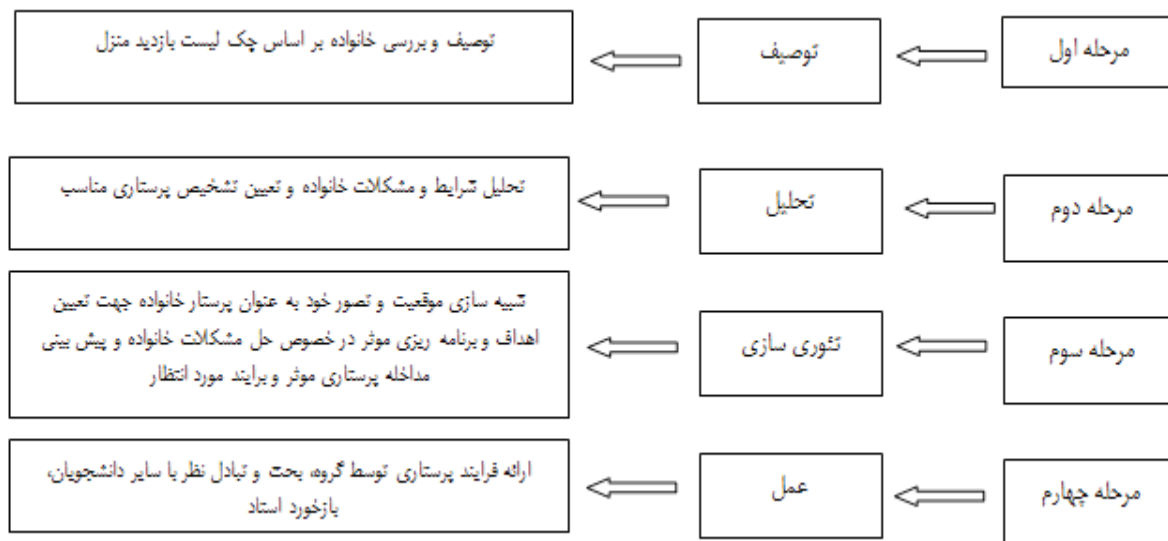 مرحله اول
توصیف
توصیف و بررسی خانواده بر اساس چک لیست بازدید منزل
مرحله دوم
تحلیل
تحلیل شرایط و مشکلات خانواده و تعیین تشخیص پرستاری مناسب
مرحله سوم
تئوری سازی
شبیه سازی موقعیت و تصور خود به عنوان پرستار خانواده جهت تعیین
اهداف و برنامه ریزی موثر در خصوص حل مشکلات خانواده و پیش بینی
مداخله پرستاری موثر و برایند مورد انتظار
مرحله چهارم
عمل
ارائه فرایند پرستاری توسط گروه، بحث و تبادل نظر با سایر دانشجویان،
بازخورد استاد